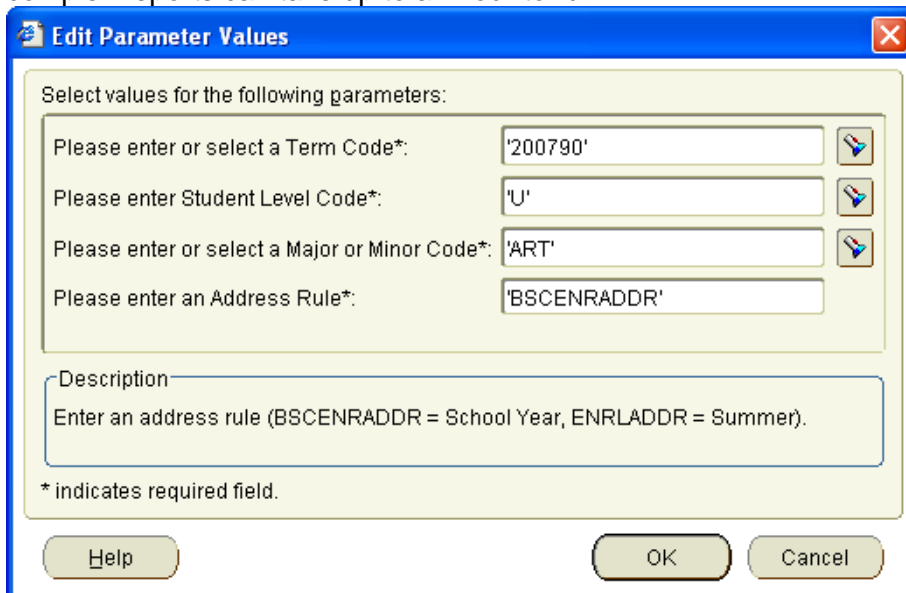 Edit Parameter Values
Select values for the following parameters:
Please enter or select a Term Code*: '200790'
Please enter Student Level Code*: 'U'
Please enter or select a Major or Minor Code*: 'ART'
Please enter an Address Rule*: 'BSCENRADDR'
Description
Enter an address rule (BSCENRADDR = School Year, ENRLADDR = Summer).
* indicates required field.
Help OK Cancel